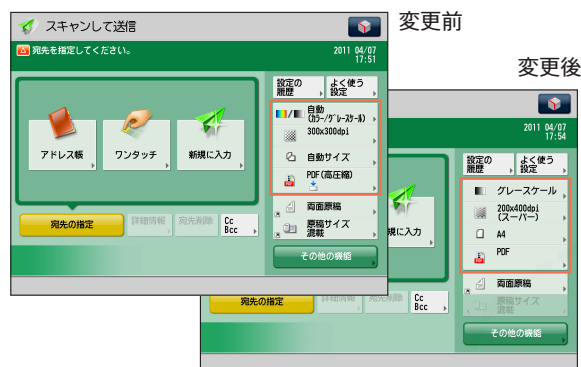 スキャンして送信
変更前
宛先を指定してください。
2011 04/07
17:51
設定の
履歴
よく使う
設定
自動
(カラー/グレースケール)
300x300dpi
アドレス帳
ワンタッチ
新規に入力
自動サイズ
PDF(高圧縮)
両面原稿
宛先の指定
詳細情報
宛先削除
Cc
Bcc
原稿サイズ
混載
その他の機能
変更後
2011 04/07
17:54
設定の
履歴
よく使う
設定
グレースケール
200x400dpi
(スーパー)
規に入力
A4
PDF
両面原稿
宛先の指定
詳細情報
宛先削除
Cc
Bcc
原稿サイズ
混載
その他の機能